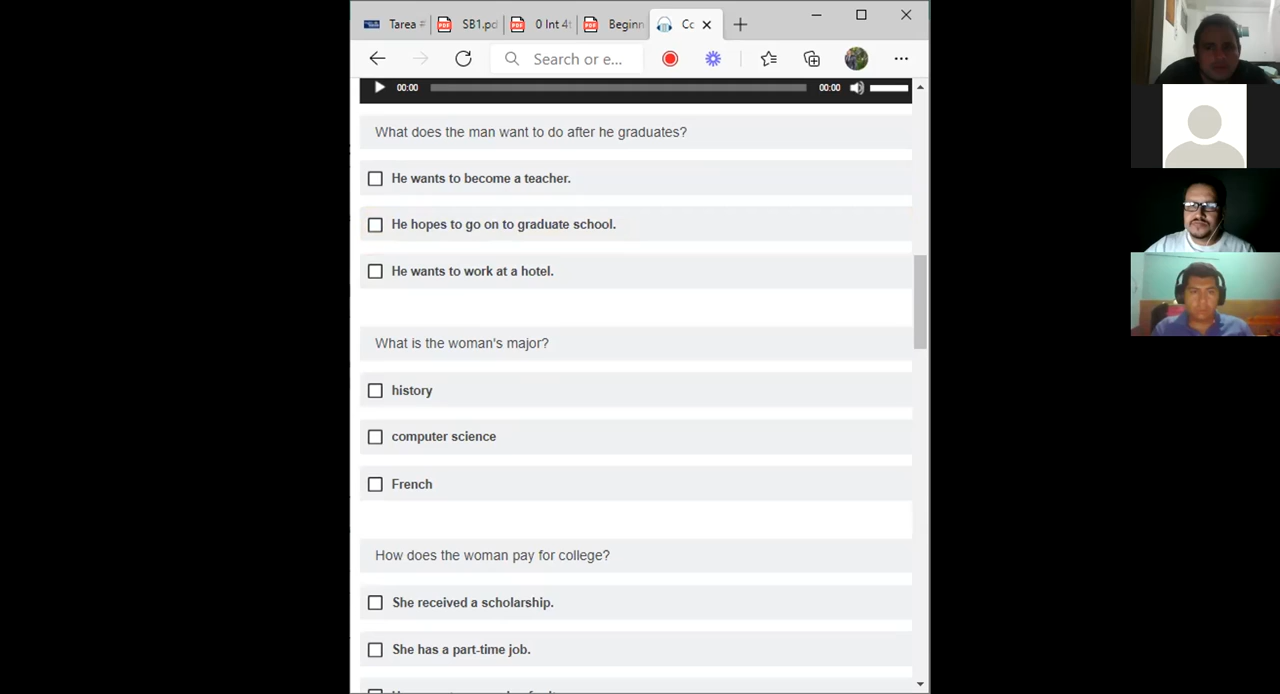 Tarea SB1.pd 0 Int 4 Beginn Cc
Search or e...
00:00 00:00
What does the man want to do after he graduates?
He wants to become a teacher.
He hopes to go on to graduate school.
He wants to work at a hotel.
What is the woman's major?
history
computer science
French
How does the woman pay for college?
She received a scholarship.
She has a part-time job.